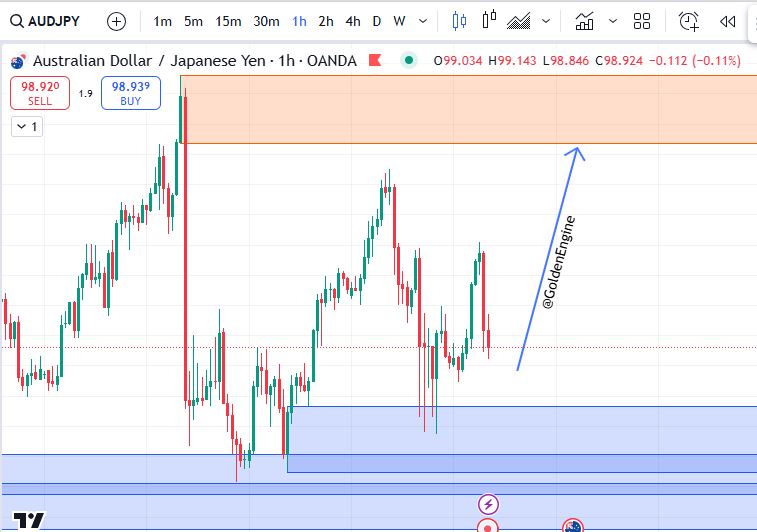 AUDJPY 1m 5m 15m 30m 1h 2h 4h D W
Australian Dollar / Japanese Yen · 1h · OANDA O99.034 H99.143 L98.846 C98.924 −0.112 (−0.11%)
98.920 1.9 98.939
SELL BUY
1
@GoldenEngine